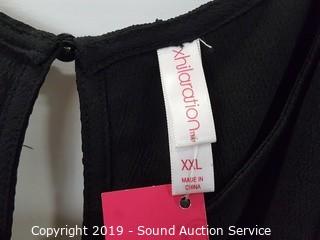 xhilaration
XXL
MADE IN
CHINA
Copyright 2019 - Sound Auction Service